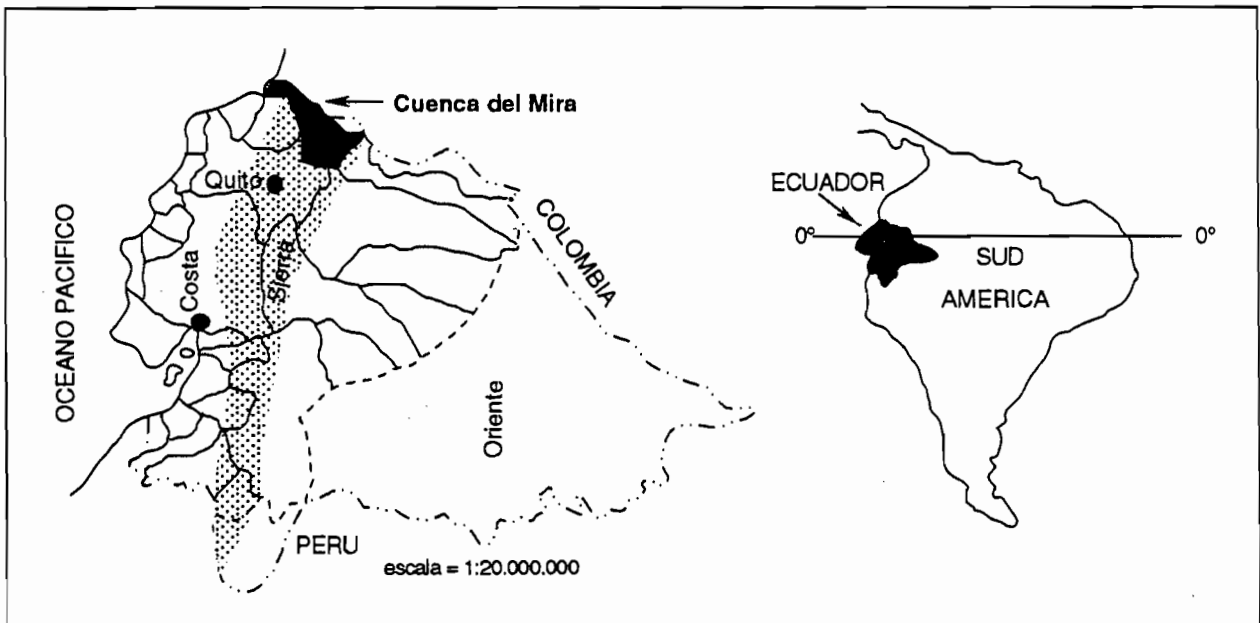 Cuenca del Mira
Quito
OCEANO PACIFICO
Costa
Sierra
COLOMBIA
Oriente
PERU
escala = 1:20.000.000
ECUADOR
0°
0°
SUD
AMERICA